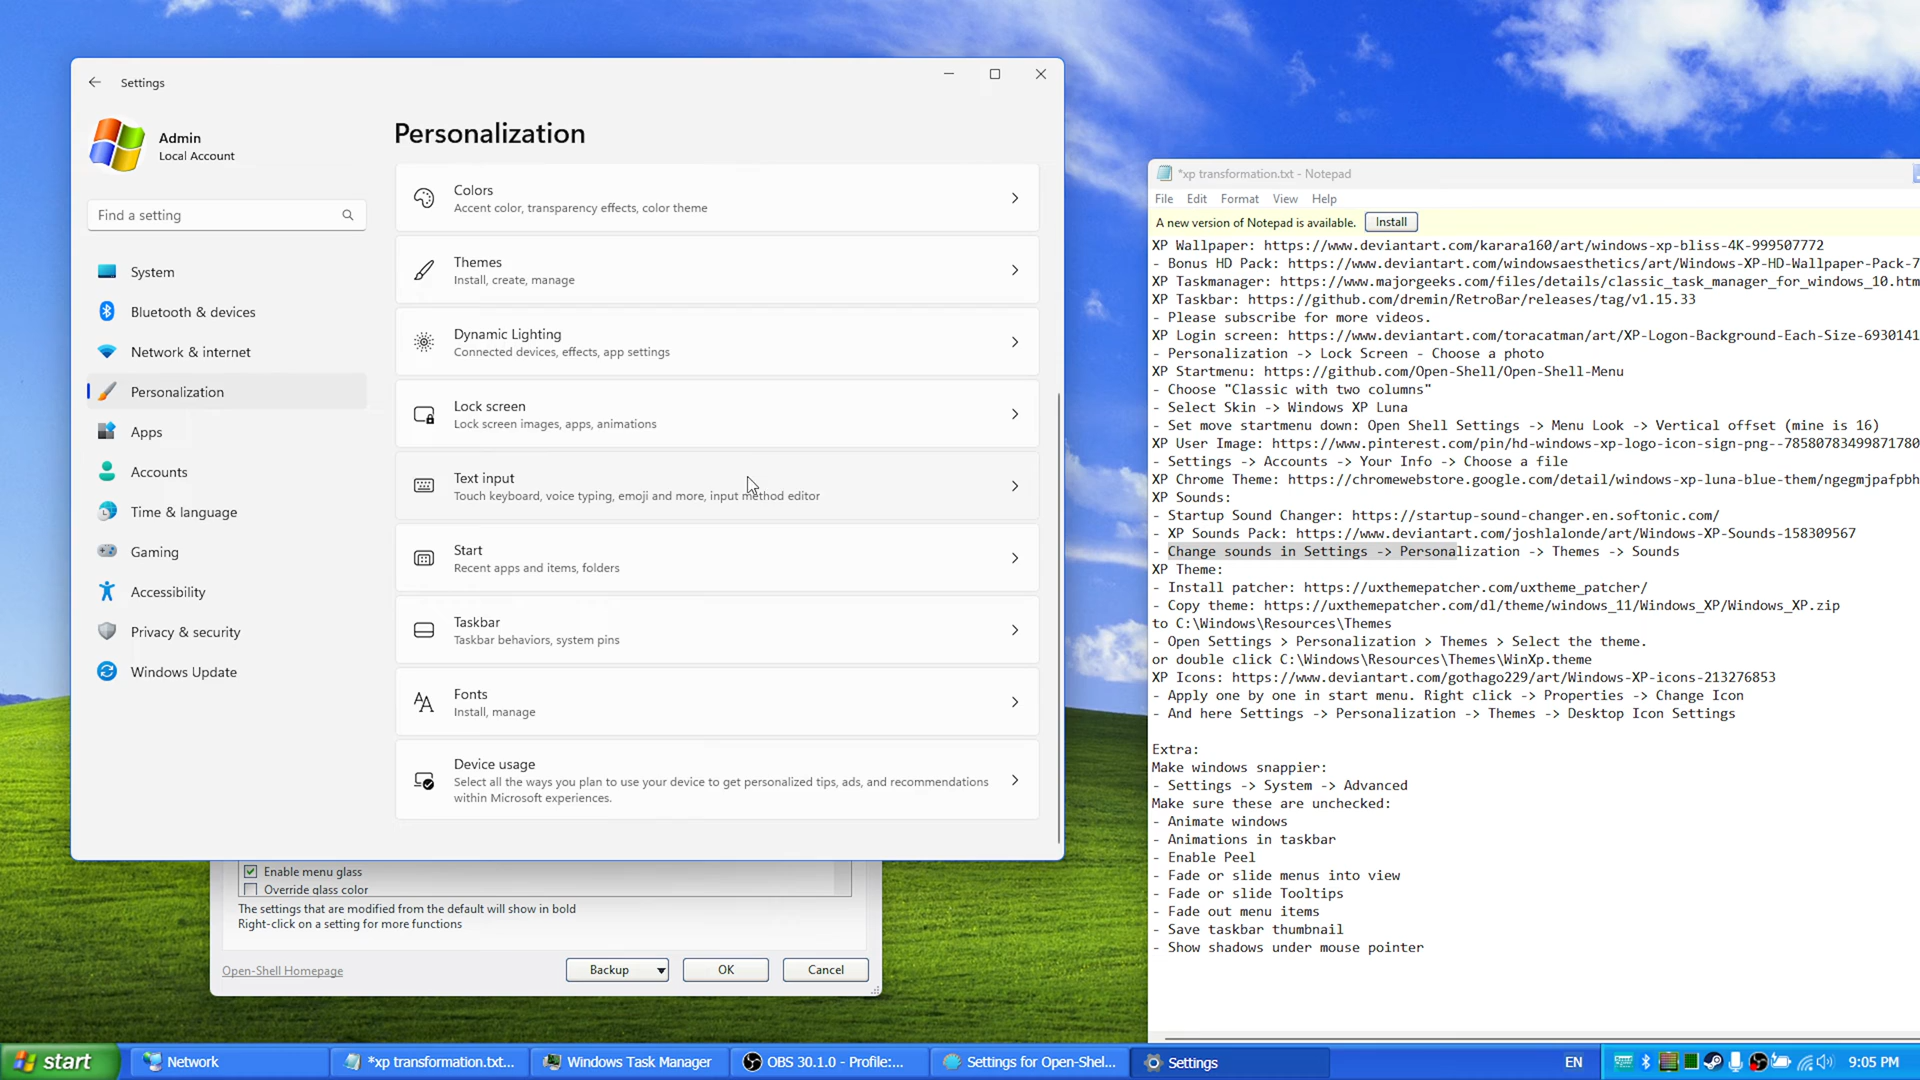 Settings
Admin
Local Account
Find a setting
System
Bluetooth & devices
Network & internet
Personalization
Apps
Accounts
Time & language
Gaming
Accessibility
Privacy & security
Windows Update
Personalization
Colors
Accent color, transparency effects, color theme
Themes
Install, create, manage
Dynamic Lighting
Connected devices, effects, app settings
Lock screen
Lock screen images, apps, animations
Text input
Touch keyboard, voice typing, emoji and more, input method editor
Start
Recent apps and items, folders
Taskbar
Taskbar behaviors, system pins
Fonts
Install, manage
Device usage
Select all the ways you plan to use your device to get personalized tips, ads, and recommendations
within Microsoft experiences.
Enable menu glass
Override glass color
The settings that are modified from the default will show in bold
Right-click on a setting for more functions
Open-Shell Homepage
Backup
OK
Cancel
*xp transformation.txt - Notepad
File Edit Format View Help
A new version of Notepad is available. Install
XP Wallpaper: https://www.deviantart.com/karara160/art/windows-xp-bliss-4K-999507772
- Bonus HD Pack: https://www.deviantart.com/windowsaesthetics/art/Windows-XP-HD-Wallpaper-Pack-7
XP Taskmanager: https://www.majorgeeks.com/files/details/classic_task_manager_for_windows_10.htm
XP Taskbar: https://github.com/dremin/RetroBar/releases/tag/v1.15.33
- Please subscribe for more videos.
XP Login screen: https://www.deviantart.com/toracatman/art/XP-Logon-Background-Each-Size-6930141
- Personalization -> Lock Screen - Choose a photo
XP Startmenu: https://github.com/Open-Shell/Open-Shell-Menu
- Choose "Classic with two columns"
- Select Skin -> Windows XP Luna
- Set move startmenu down: Open Shell Settings -> Menu Look -> Vertical offset (mine is 16)
XP User Image: https://www.pinterest.com/pin/hd-windows-xp-logo-icon-sign-png--78580783499871780
- Settings -> Accounts -> Your Info -> Choose a file
XP Chrome Theme: https://chromewebstore.google.com/detail/windows-xp-luna-blue-them/ngegmjpafpbh
XP Sounds:
- Startup Sound Changer: https://startup-sound-changer.en.softonic.com/
- XP Sounds Pack: https://www.deviantart.com/joshlalonde/art/Windows-XP-Sounds-158309567
- Change sounds in Settings -> Personalization -> Themes -> Sounds
XP Theme:
- Install patcher: https://uxthemepatcher.com/uxtheme_patcher/
- Copy theme: https://uxthemepatcher.com/dl/theme/windows_11/Windows_XP/Windows_XP.zip
to C:\Windows\Resources\Themes
- Open Settings > Personalization > Themes > Select the theme.
or double click C:\Windows\Resources\Themes\WinXp.theme
XP Icons: https://www.deviantart.com/gothago229/art/Windows-XP-icons-213276853
- Apply one by one in start menu. Right click -> Properties -> Change Icon
- And here Settings -> Personalization -> Themes -> Desktop Icon Settings
Extra:
Make windows snappier:
- Settings -> System -> Advanced
Make sure these are unchecked:
- Animate windows
- Animations in taskbar
- Enable Peel
- Fade or slide menus into view
- Fade or slide Tooltips
- Fade out menu items
- Save taskbar thumbnail
- Show shadows under mouse pointer
start
Network
*xp transformation.txt...
Windows Task Manager
OBS 30.1.0 - Profile:...
Settings for Open-Shel...
Settings
EN
9:05 PM